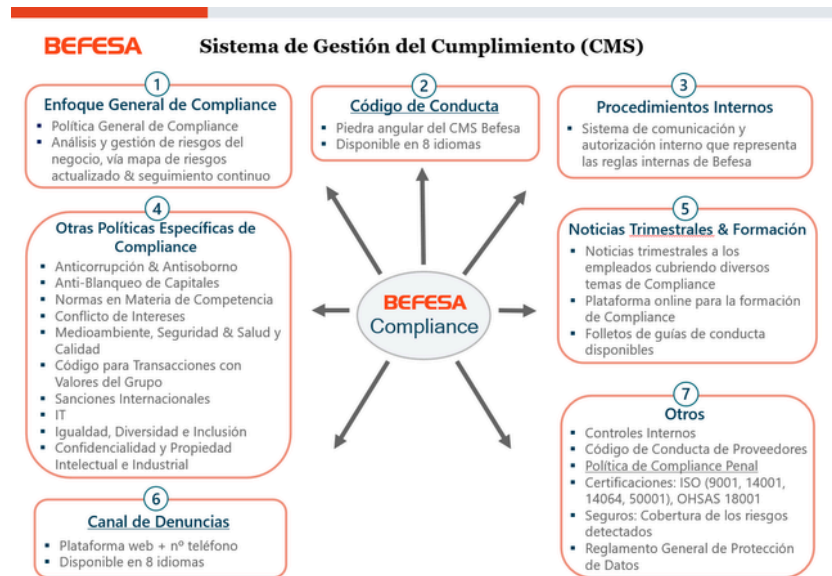 BEFESA
Sistema de Gestión del Cumplimiento (CMS)
1
Enfoque General de Compliance
▪ Política General de Compliance
▪ Análisis y gestión de riesgos del
negocio, vía mapa de riesgos
actualizado & seguimiento continuo
2
Código de Conducta
▪ Piedra angular del CMS Befesa
▪ Disponible en 8 idiomas
3
Procedimientos Internos
▪ Sistema de comunicación y
autorización interno que representa
las reglas internas de Befesa
4
Otras Políticas Específicas de
Compliance
▪ Anticorrupción & Antisoborno
▪ Anti-Blanqueo de Capitales
▪ Normas en Materia de Competencia
▪ Conflicto de Intereses
▪ Medioambiente, Seguridad & Salud y
Calidad
▪ Código para Transacciones con
Valores del Grupo
▪ Sanciones Internacionales
▪ IT
▪ Igualdad, Diversidad e Inclusión
▪ Confidencialidad y Propiedad
Intelectual e Industrial
BEFESA
Compliance
5
Noticias Trimestrales & Formación
▪ Noticias trimestrales a los
empleados cubriendo diversos
temas de Compliance
▪ Plataforma online para la formación
de Compliance
▪ Folletos de guías de conducta
disponibles
6
Canal de Denuncias
▪ Plataforma web + nº teléfono
▪ Disponible en 8 idiomas
7
Otros
▪ Controles Internos
▪ Código de Conducta de Proveedores
▪ Política de Compliance Penal
▪ Certificaciones: ISO (9001, 14001,
14064, 50001), OHSAS 18001
▪ Seguros: Cobertura de los riesgos
detectados
▪ Reglamento General de Protección
de Datos